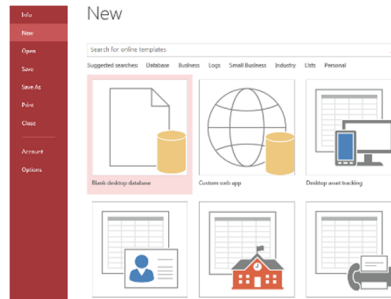 Info
New
Open
Save
Save As
Print
Close
Account
Options
New
Search for online templates
Suggested searches: Database Business Logs Small Business Industry Lists Personal
Blank desktop database
Custom web app
Desktop asset tracking